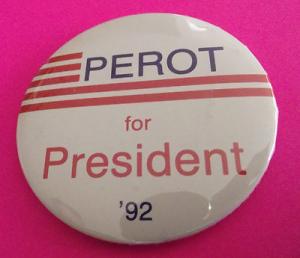 PEROT
for
President
'92